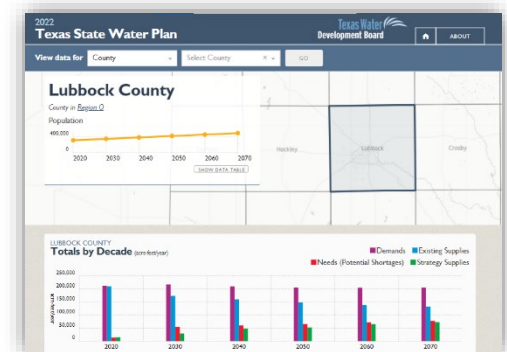 2022
Texas State Water Plan
Texas Water
Development Board
ABOUT
View data for
County
Select County
GO
Lubbock County
County in Region O
Population
400,000
0
2020 2030 2040 2050 2060 2070
SHOW DATA TABLE
Hockley
Lubbock
Crosby
LUBBOCK COUNTY
Totals by Decade (acre-feet/year)
Demands Existing Supplies
Needs (Potential Shortages) Strategy Supplies
250,000
200,000
150,000
100,000
50,000
0
2020 2030 2040 2050 2060 2070